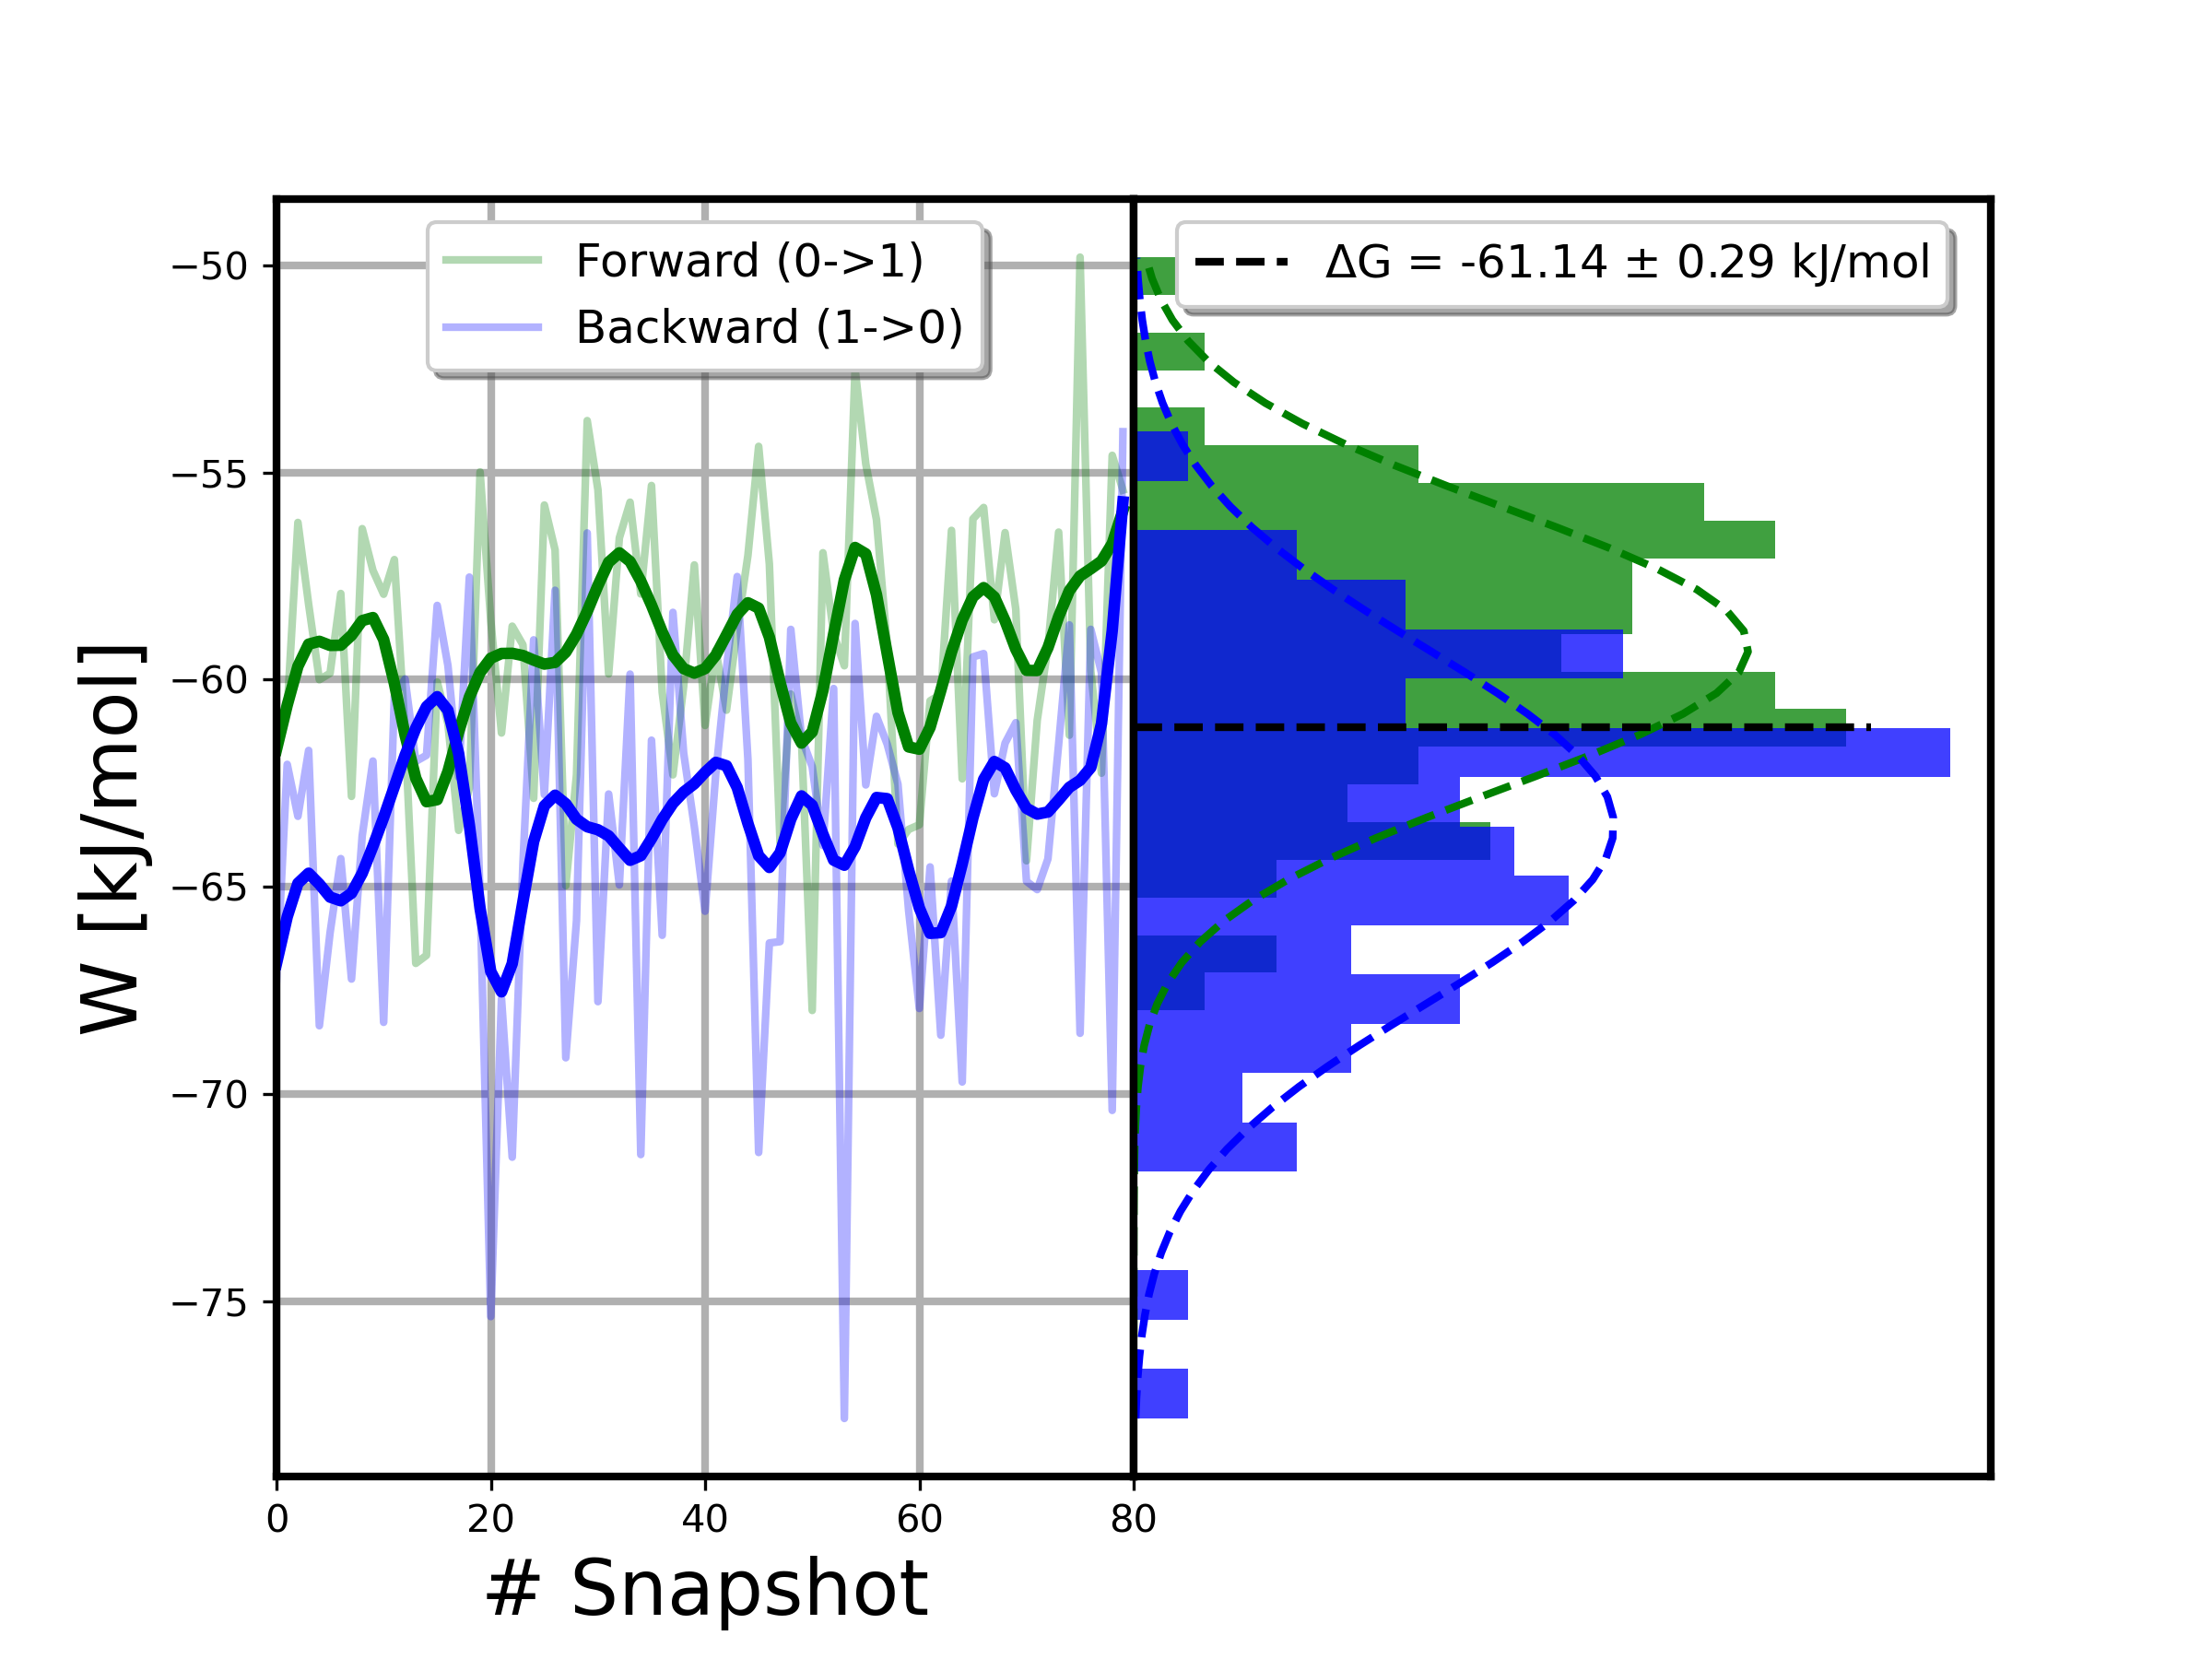 Forward (0->1)
Backward (1->0)
ΔG = -61.14 ± 0.29 kJ/mol
−50
−55
−60
−65
−70
−75
W [kJ/mol]
0 20 40 60 80
# Snapshot